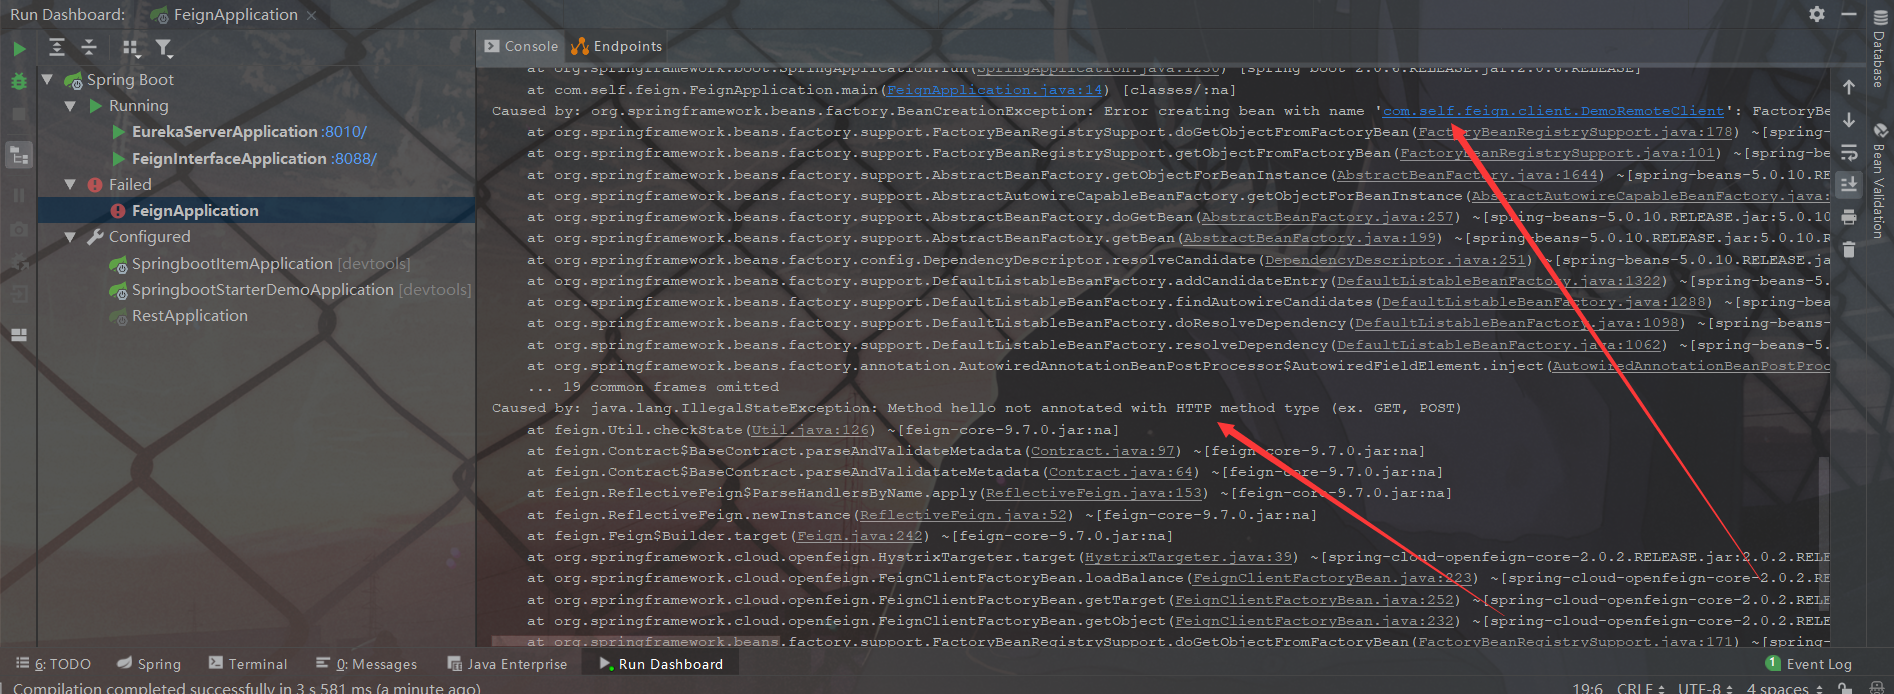 Run Dashboard: FeignApplication ×
Console Endpoints
Spring Boot
Running
EurekaServerApplication :8010/
FeignInterfaceApplication :8088/
Failed
FeignApplication
Configured
SpringbootItemApplication [devtools]
SpringbootStarterDemoApplication [devtools]
RestApplication
at org.springframework.boot.SpringApplication.run(SpringApplication.java:1230) [spring-boot-2.0.6.RELEASE.jar:2.0.6.RELEASE]
at com.self.feign.FeignApplication.main(FeignApplication.java:14) [classes/:na]
Caused by: org.springframework.beans.factory.BeanCreationException: Error creating bean with name 'com.self.feign.client.DemoRemoteClient': FactoryBe
at org.springframework.beans.factory.support.FactoryBeanRegistrySupport.doGetObjectFromFactoryBean(FactoryBeanRegistrySupport.java:178) ~[spring-
at org.springframework.beans.factory.support.FactoryBeanRegistrySupport.getObjectFromFactoryBean(FactoryBeanRegistrySupport.java:101) ~[spring-be
at org.springframework.beans.factory.support.AbstractBeanFactory.getObjectForBeanInstance(AbstractBeanFactory.java:1644) ~[spring-beans-5.0.10.RE
at org.springframework.beans.factory.support.AbstractAutowireCapableBeanFactory.getObjectForBeanInstance(AbstractAutowireCapableBeanFactory.java:
at org.springframework.beans.factory.support.AbstractBeanFactory.doGetBean(AbstractBeanFactory.java:257) ~[spring-beans-5.0.10.RELEASE.jar:5.0.10
at org.springframework.beans.factory.support.AbstractBeanFactory.getBean(AbstractBeanFactory.java:199) ~[spring-beans-5.0.10.RELEASE.jar:5.0.10.R
at org.springframework.beans.factory.config.DependencyDescriptor.resolveCandidate(DependencyDescriptor.java:251) ~[spring-beans-5.0.10.RELEASE.ja
at org.springframework.beans.factory.support.DefaultListableBeanFactory.addCandidateEntry(DefaultListableBeanFactory.java:1322) ~[spring-beans-5.
at org.springframework.beans.factory.support.DefaultListableBeanFactory.findAutowireCandidates(DefaultListableBeanFactory.java:1288) ~[spring-bea
at org.springframework.beans.factory.support.DefaultListableBeanFactory.doResolveDependency(DefaultListableBeanFactory.java:1098) ~[spring-beans-
at org.springframework.beans.factory.support.DefaultListableBeanFactory.resolveDependency(DefaultListableBeanFactory.java:1062) ~[spring-beans-5.
at org.springframework.beans.factory.annotation.AutowiredAnnotationBeanPostProcessor$AutowiredFieldElement.inject(AutowiredAnnotationBeanPostProc
... 19 common frames omitted
Caused by: java.lang.IllegalStateException: Method hello not annotated with HTTP method type (ex. GET, POST)
at feign.Util.checkState(Util.java:126) ~[feign-core-9.7.0.jar:na]
at feign.Contract$BaseContract.parseAndValidateMetadata(Contract.java:97) ~[feign-core-9.7.0.jar:na]
at feign.Contract$BaseContract.parseAndValidatateMetadata(Contract.java:64) ~[feign-core-9.7.0.jar:na]
at feign.ReflectiveFeign$ParseHandlersByName.apply(ReflectiveFeign.java:153) ~[feign-core-9.7.0.jar:na]
at feign.ReflectiveFeign.newInstance(ReflectiveFeign.java:52) ~[feign-core-9.7.0.jar:na]
at feign.Feign$Builder.target(Feign.java:242) ~[feign-core-9.7.0.jar:na]
at org.springframework.cloud.openfeign.HystrixTargeter.target(HystrixTargeter.java:39) ~[spring-cloud-openfeign-core-2.0.2.RELEASE.jar:2.0.2.RELE
at org.springframework.cloud.openfeign.FeignClientFactoryBean.loadBalance(FeignClientFactoryBean.java:223) ~[spring-cloud-openfeign-core-2.0.2.RE
at org.springframework.cloud.openfeign.FeignClientFactoryBean.getTarget(FeignClientFactoryBean.java:252) ~[spring-cloud-openfeign-core-2.0.2.RELE
at org.springframework.cloud.openfeign.FeignClientFactoryBean.getObject(FeignClientFactoryBean.java:232) ~[spring-cloud-openfeign-core-2.0.2.RELE
at org.springframework.beans.factory.support.FactoryBeanRegistrySupport.doGetObjectFromFactoryBean(FactoryBeanRegistrySupport.java:171) ~[spring-
Database
Bean Validation
6: TODO Spring Terminal 0: Messages Java Enterprise Run Dashboard 1 Event Log
Compilation completed successfully in 3 s 581 ms (a minute ago) 19:6 CRLF UTF-8 4 spaces